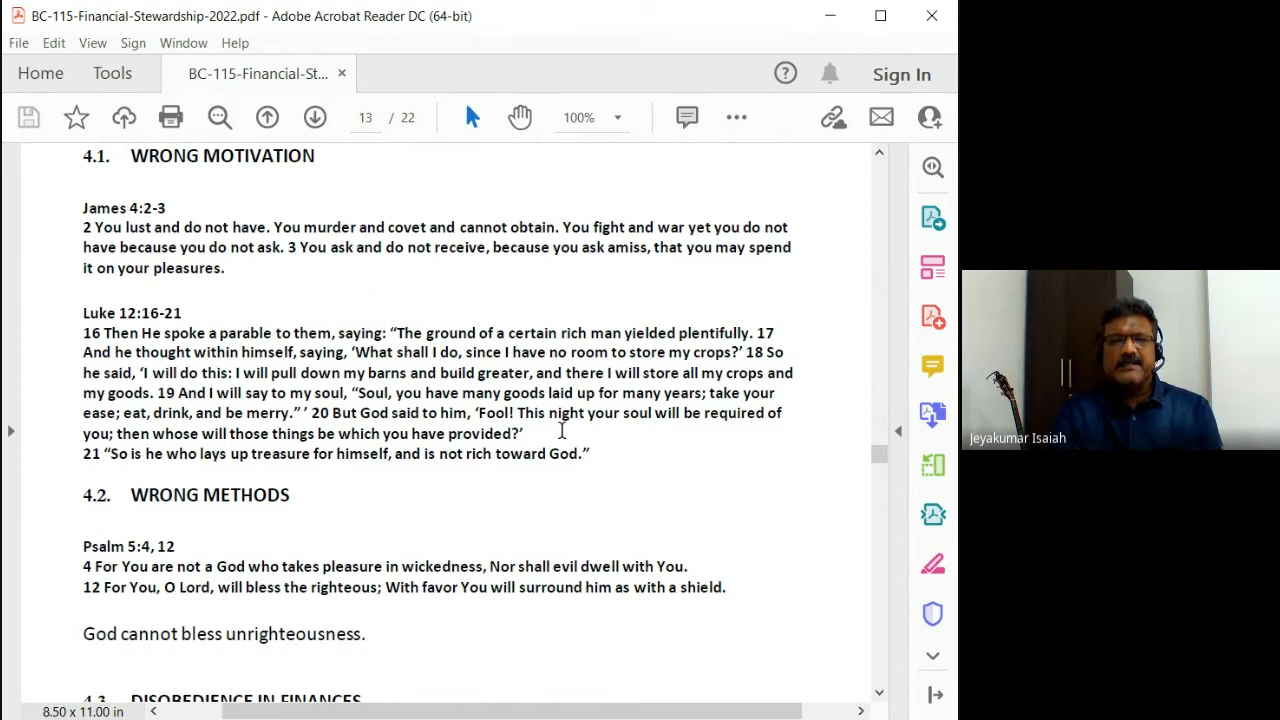 BC-115-Financial-Stewardship-2022.pdf - Adobe Acrobat Reader DC (64-bit)
File Edit View Sign Window Help
Home Tools BC-115-Financial-St... × Sign In
13 / 22 100%
4.1. WRONG MOTIVATION
James 4:2-3
2 You lust and do not have. You murder and covet and cannot obtain. You fight and war yet you do not
have because you do not ask. 3 You ask and do not receive, because you ask amiss, that you may spend
it on your pleasures.
Luke 12:16-21
16 Then He spoke a parable to them, saying: “The ground of a certain rich man yielded plentifully. 17
And he thought within himself, saying, ‘What shall I do, since I have no room to store my crops?’ 18 So
he said, ‘I will do this: I will pull down my barns and build greater, and there I will store all my crops and
my goods. 19 And I will say to my soul, “Soul, you have many goods laid up for many years; take your
ease; eat, drink, and be merry.” ’ 20 But God said to him, ‘Fool! This night your soul will be required of
you; then whose will those things be which you have provided?’
21 “So is he who lays up treasure for himself, and is not rich toward God.”
4.2. WRONG METHODS
Psalm 5:4, 12
4 For You are not a God who takes pleasure in wickedness, Nor shall evil dwell with You.
12 For You, O Lord, will bless the righteous; With favor You will surround him as with a shield.
God cannot bless unrighteousness.
4.3 DISOBEDIENCE IN FINANCES
8.50 x 11.00 in
Jeyakumar Isaiah